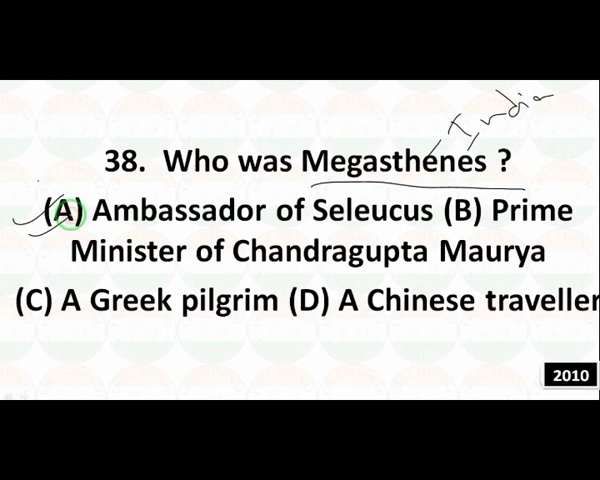 India
38. Who was Megasthenes ?
(A) Ambassador of Seleucus (B) Prime
Minister of Chandragupta Maurya
(C) A Greek pilgrim (D) A Chinese traveller
2010